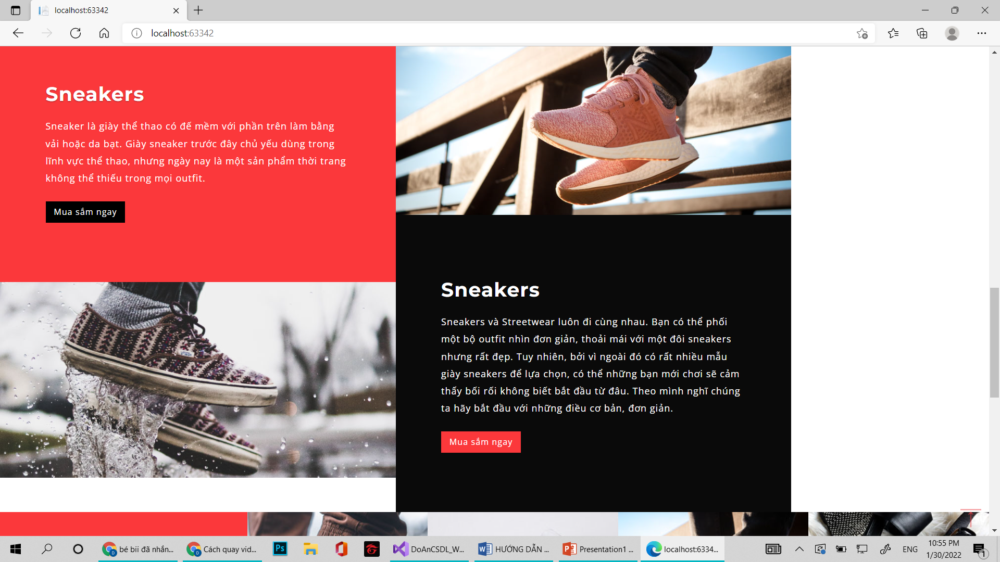 localhost:63342
localhost:63342
Sneakers
Sneaker là giày thể thao có đế mềm với phần trên làm bằng
vải hoặc da bạt. Giày sneaker trước đây chủ yếu dùng trong
lĩnh vực thể thao, nhưng ngày nay là một sản phẩm thời trang
không thể thiếu trong mọi outfit.
Mua sắm ngay
Sneakers
Sneakers và Streetwear luôn đi cùng nhau. Bạn có thể phối
một bộ outfit nhìn đơn giản, thoải mái với một đôi sneakers
nhưng rất đẹp. Tuy nhiên, bởi vì ngoài đó có rất nhiều mẫu
giày sneakers để lựa chọn, có thể những bạn mới chơi sẽ cảm
thấy bối rối không biết bắt đầu từ đâu. Theo mình nghĩ chúng
ta hãy bắt đầu với những điều cơ bản, đơn giản.
Mua sắm ngay
bé bii đã nhắn...
Cách quay vid...
Ps
DoAnCSDL_W...
HƯỚNG DẪN ...
Presentation1 ...
localhost:6334...
ENG
10:55 PM
1/30/2022
1